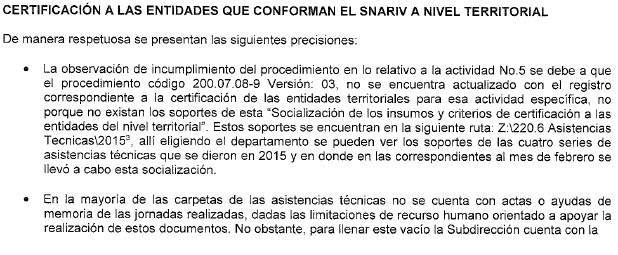 CERTIFICACIÓN A LAS ENTIDADES QUE CONFORMAN EL SNARIV A NIVEL TERRITORIAL
De manera respetuosa se presentan las siguientes precisiones:
• La observación de incumplimiento del procedimiento en lo relativo a la actividad No.5 se debe a que
el procedimiento código 200.07.08-9 Versión: 03, no se encuentra actualizado con el registro
correspondiente a la certificación de las entidades territoriales para esa actividad específica, no
porque no existan los soportes de esta “Socialización de los insumos y criterios de certificación a las
entidades del nivel territorial”. Estos soportes se encuentran en la siguiente ruta: Z:\220.6 Asistencias
Tecnicas\2015³, allí eligiendo el departamento se pueden ver los soportes de las cuatro series de
asistencias técnicas que se dieron en 2015 y en donde en las correspondientes al mes de febrero se
llevó a cabo esta socialización.
• En la mayoría de las carpetas de las asistencias técnicas no se cuenta con actas o ayudas de
memoria de las jornadas realizadas, dadas las limitaciones de recurso humano orientado a apoyar la
realización de estos documentos. No obstante, para llenar este vacío la Subdirección cuenta con la